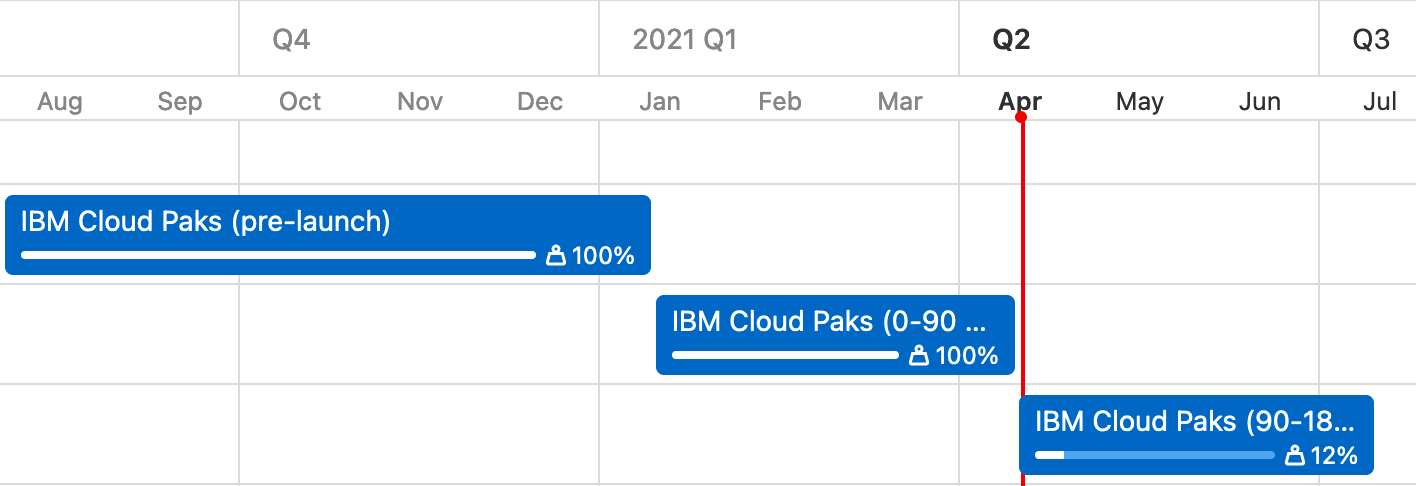 Q4 2021 Q1 Q2 Q3
Aug Sep Oct Nov Dec Jan Feb Mar Apr May Jun Jul
IBM Cloud Paks (pre-launch)
100%
IBM Cloud Paks (0-90 ...
100%
IBM Cloud Paks (90-18...
12%